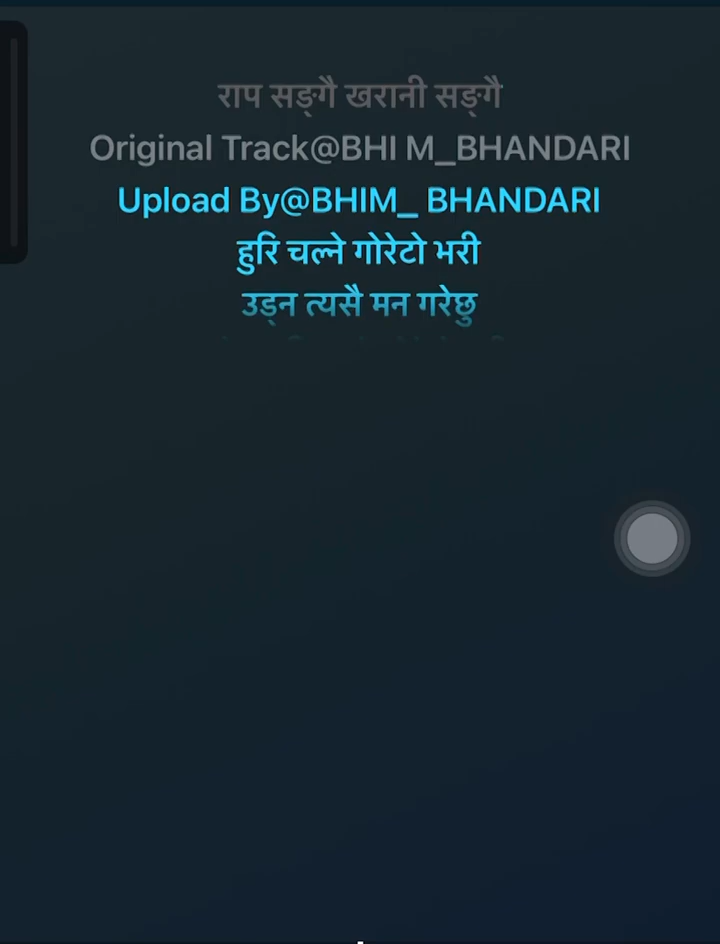 राप सङ्गै खरानी सङ्गै
Original Track@BHI M_BHANDARI
Upload By@BHIM_ BHANDARI
हुरि चल्ने गोरेटो भरी
उड्न त्यसै मन गरेछु